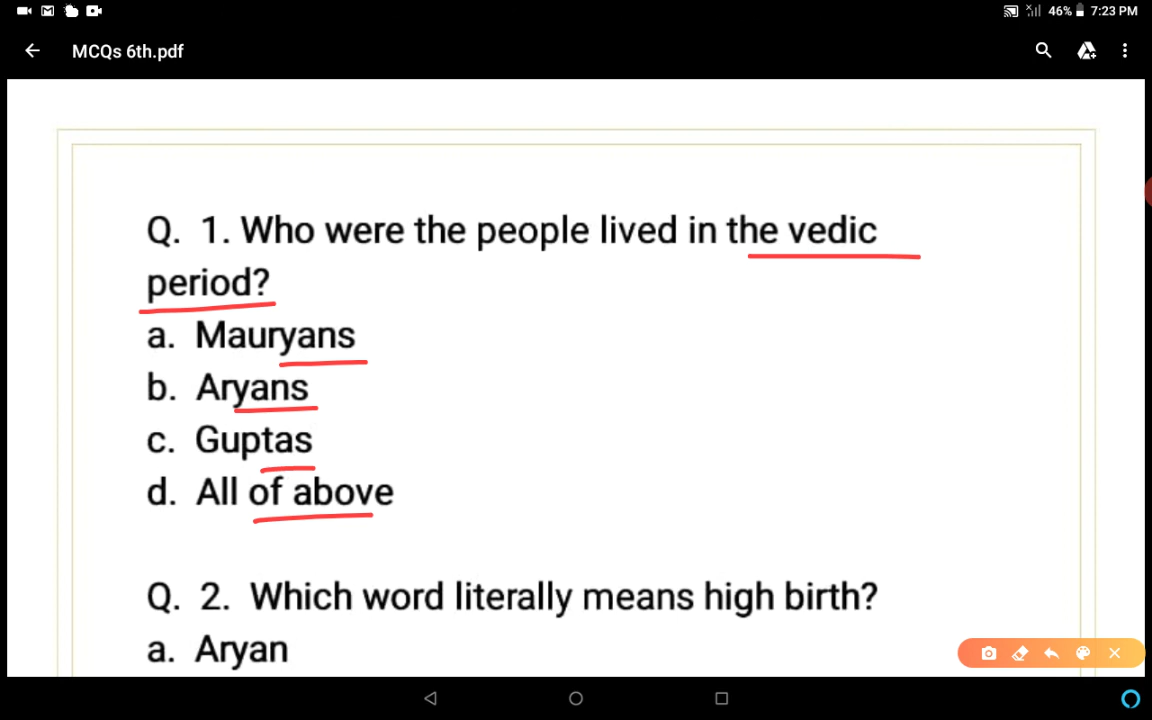 46% 7:23 PM
MCQs 6th.pdf
Q. 1. Who were the people lived in the vedic
period?
a. Mauryans
b. Aryans
c. Guptas
d. All of above
Q. 2. Which word literally means high birth?
a. Aryan